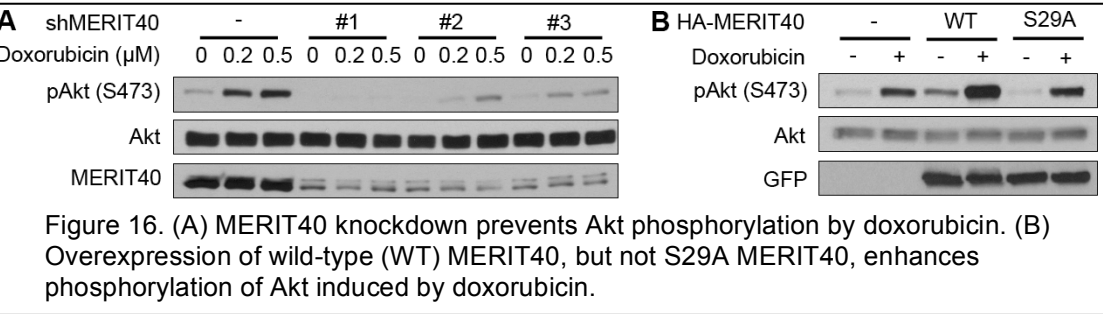 A shMERIT40 - #1 #2 #3
Doxorubicin (μM) 0 0.2 0.5 0 0.2 0.5 0 0.2 0.5 0 0.2 0.5
pAkt (S473)
Akt
MERIT40
B HA-MERIT40 - WT S29A
Doxorubicin - + - + - +
pAkt (S473)
Akt
GFP
Figure 16. (A) MERIT40 knockdown prevents Akt phosphorylation by doxorubicin. (B)
Overexpression of wild-type (WT) MERIT40, but not S29A MERIT40, enhances
phosphorylation of Akt induced by doxorubicin.